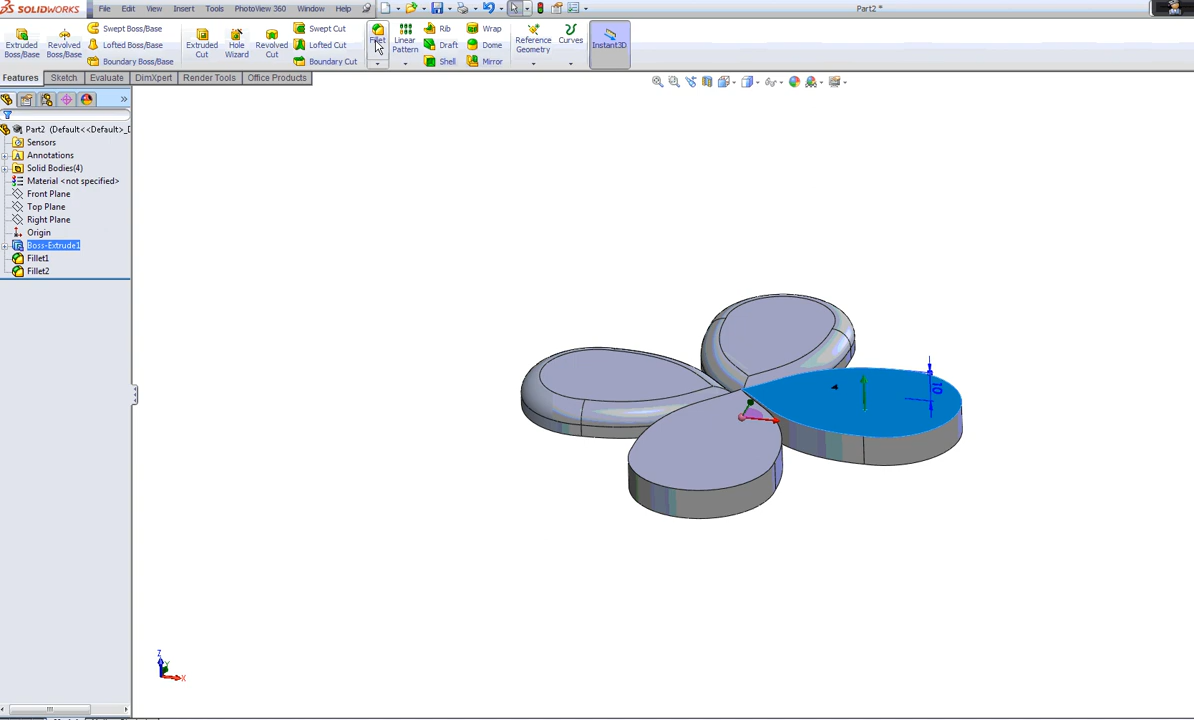 SOLIDWORKS File Edit View Insert Tools PhotoView 360 Window Help Part2 *
Extruded Boss/Base
Revolved Boss/Base
Swept Boss/Base
Lofted Boss/Base
Boundary Boss/Base
Extruded Cut
Hole Wizard
Revolved Cut
Swept Cut
Lofted Cut
Boundary Cut
Fillet
Linear Pattern
Rib
Draft
Shell
Wrap
Dome
Mirror
Reference Geometry
Curves
Instant3D
Features Sketch Evaluate DimXpert Render Tools Office Products
Part2 (Default<<Default>_D
Sensors
Annotations
Solid Bodies(4)
Material <not specified>
Front Plane
Top Plane
Right Plane
Origin
Boss-Extrude1
Fillet1
Fillet2
10
Z
Y
X